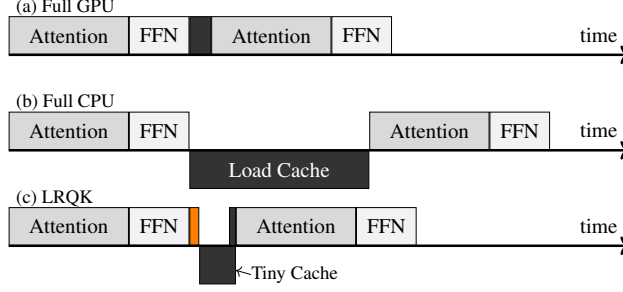 (a) Full GPU
Attention FFN Attention FFN time
(b) Full CPU
Attention FFN Attention FFN time
Load Cache
(c) LRQK
Attention FFN Attention FFN time
Tiny Cache